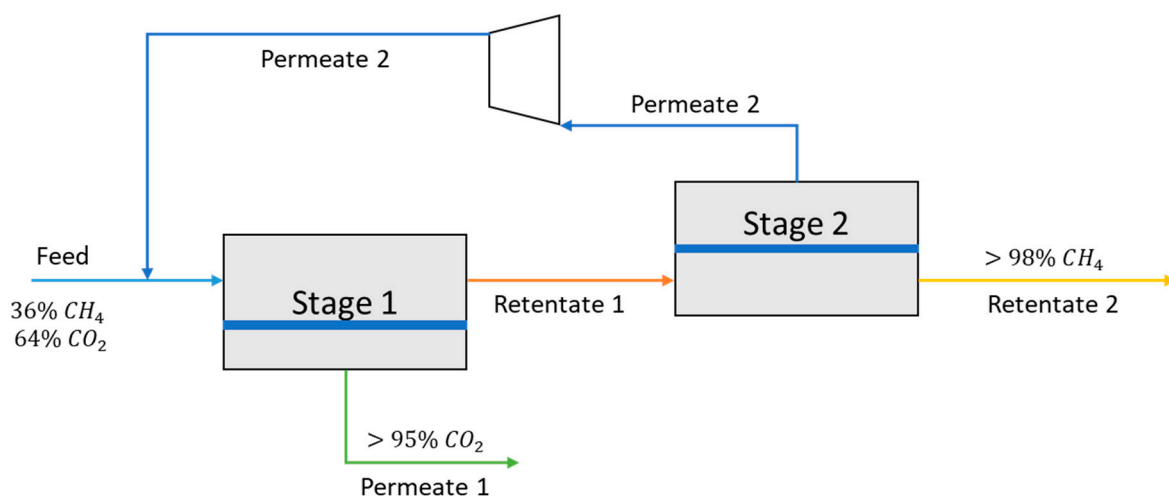 Permeate 2
Permeate 2
Stage 2
Feed
> 98% CH₄
36% CH₄
64% CO₂
Stage 1
Retentate 1
Retentate 2
> 95% CO₂
Permeate 1